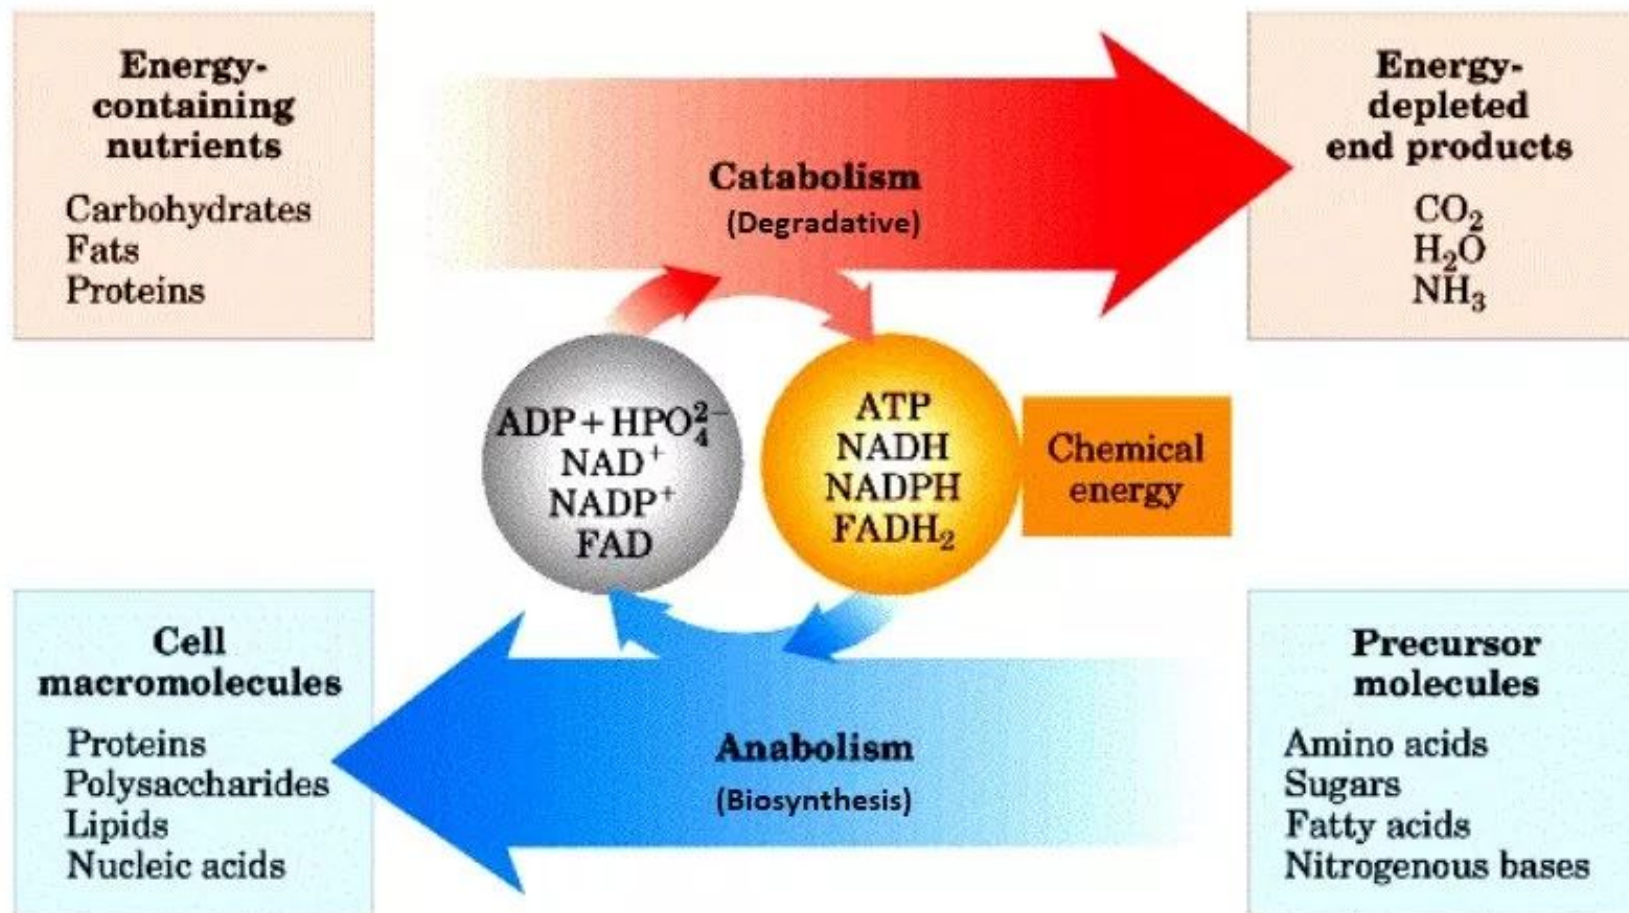 Energy-
containing
nutrients
Carbohydrates
Fats
Proteins
Catabolism
(Degradative)
Energy-
depleted
end products
CO₂
H₂O
NH₃
ADP + HPO₄²⁻
NAD⁺
NADP⁺
FAD
ATP
NADH
NADPH
FADH₂
Chemical
energy
Cell
macromolecules
Proteins
Polysaccharides
Lipids
Nucleic acids
Anabolism
(Biosynthesis)
Precursor
molecules
Amino acids
Sugars
Fatty acids
Nitrogenous bases